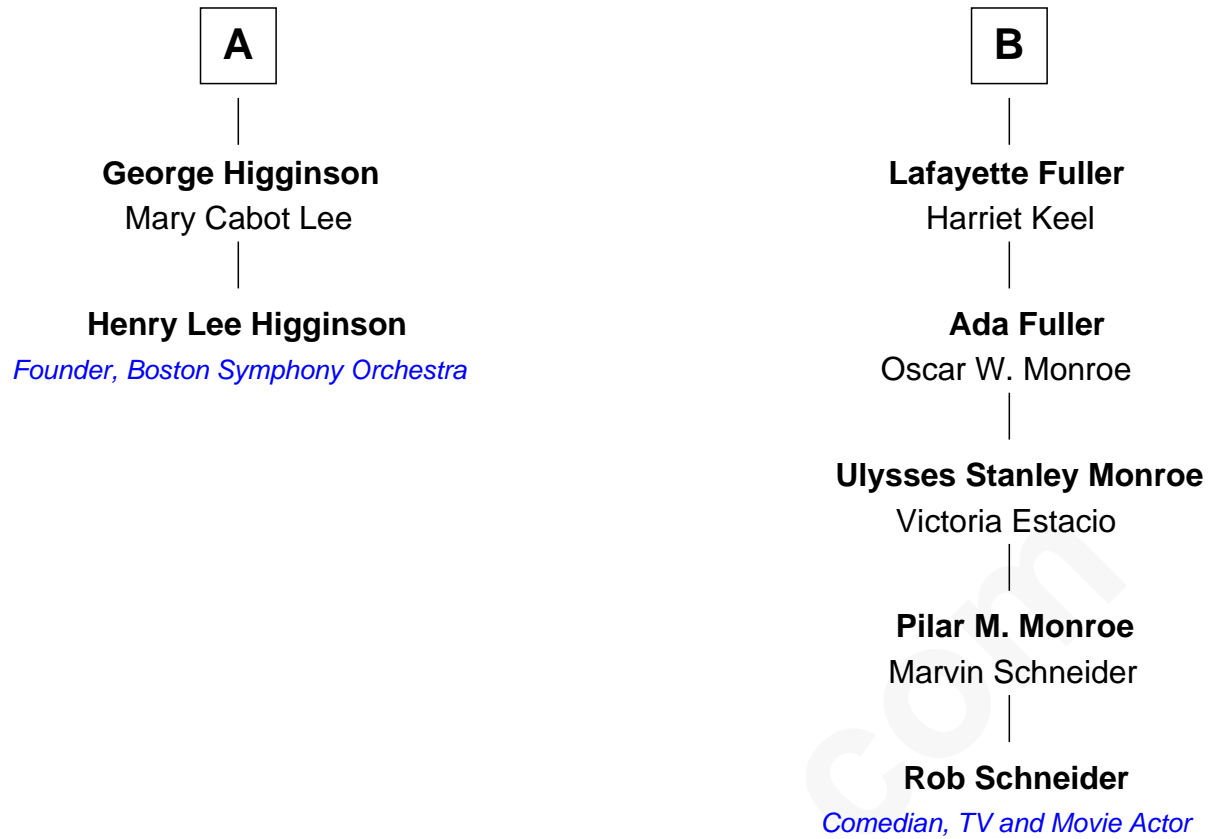 A
George Higginson
Mary Cabot Lee
Henry Lee Higginson
Founder, Boston Symphony Orchestra
B
Lafayette Fuller
Harriet Keel
Ada Fuller
Oscar W. Monroe
Ulysses Stanley Monroe
Victoria Estacio
Pilar M. Monroe
Marvin Schneider
Rob Schneider
Comedian, TV and Movie Actor
com